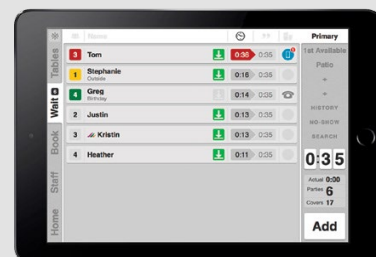 Name
Primary
1st Available
Patio
+
+
HISTORY
NO-SHOW
SEARCH
0:35
Actual 0:00
Parties 6
Covers 17
Add
Tables
Wait
Book
Staff
Home
3 Tom 0:36 0:35
1 Stephanie 0:16 0:35
Outside
4 Greg 0:14 0:35
Birthday
2 Justin 0:13 0:35
3 Kristin 0:13 0:35
4 Heather 0:11 0:35